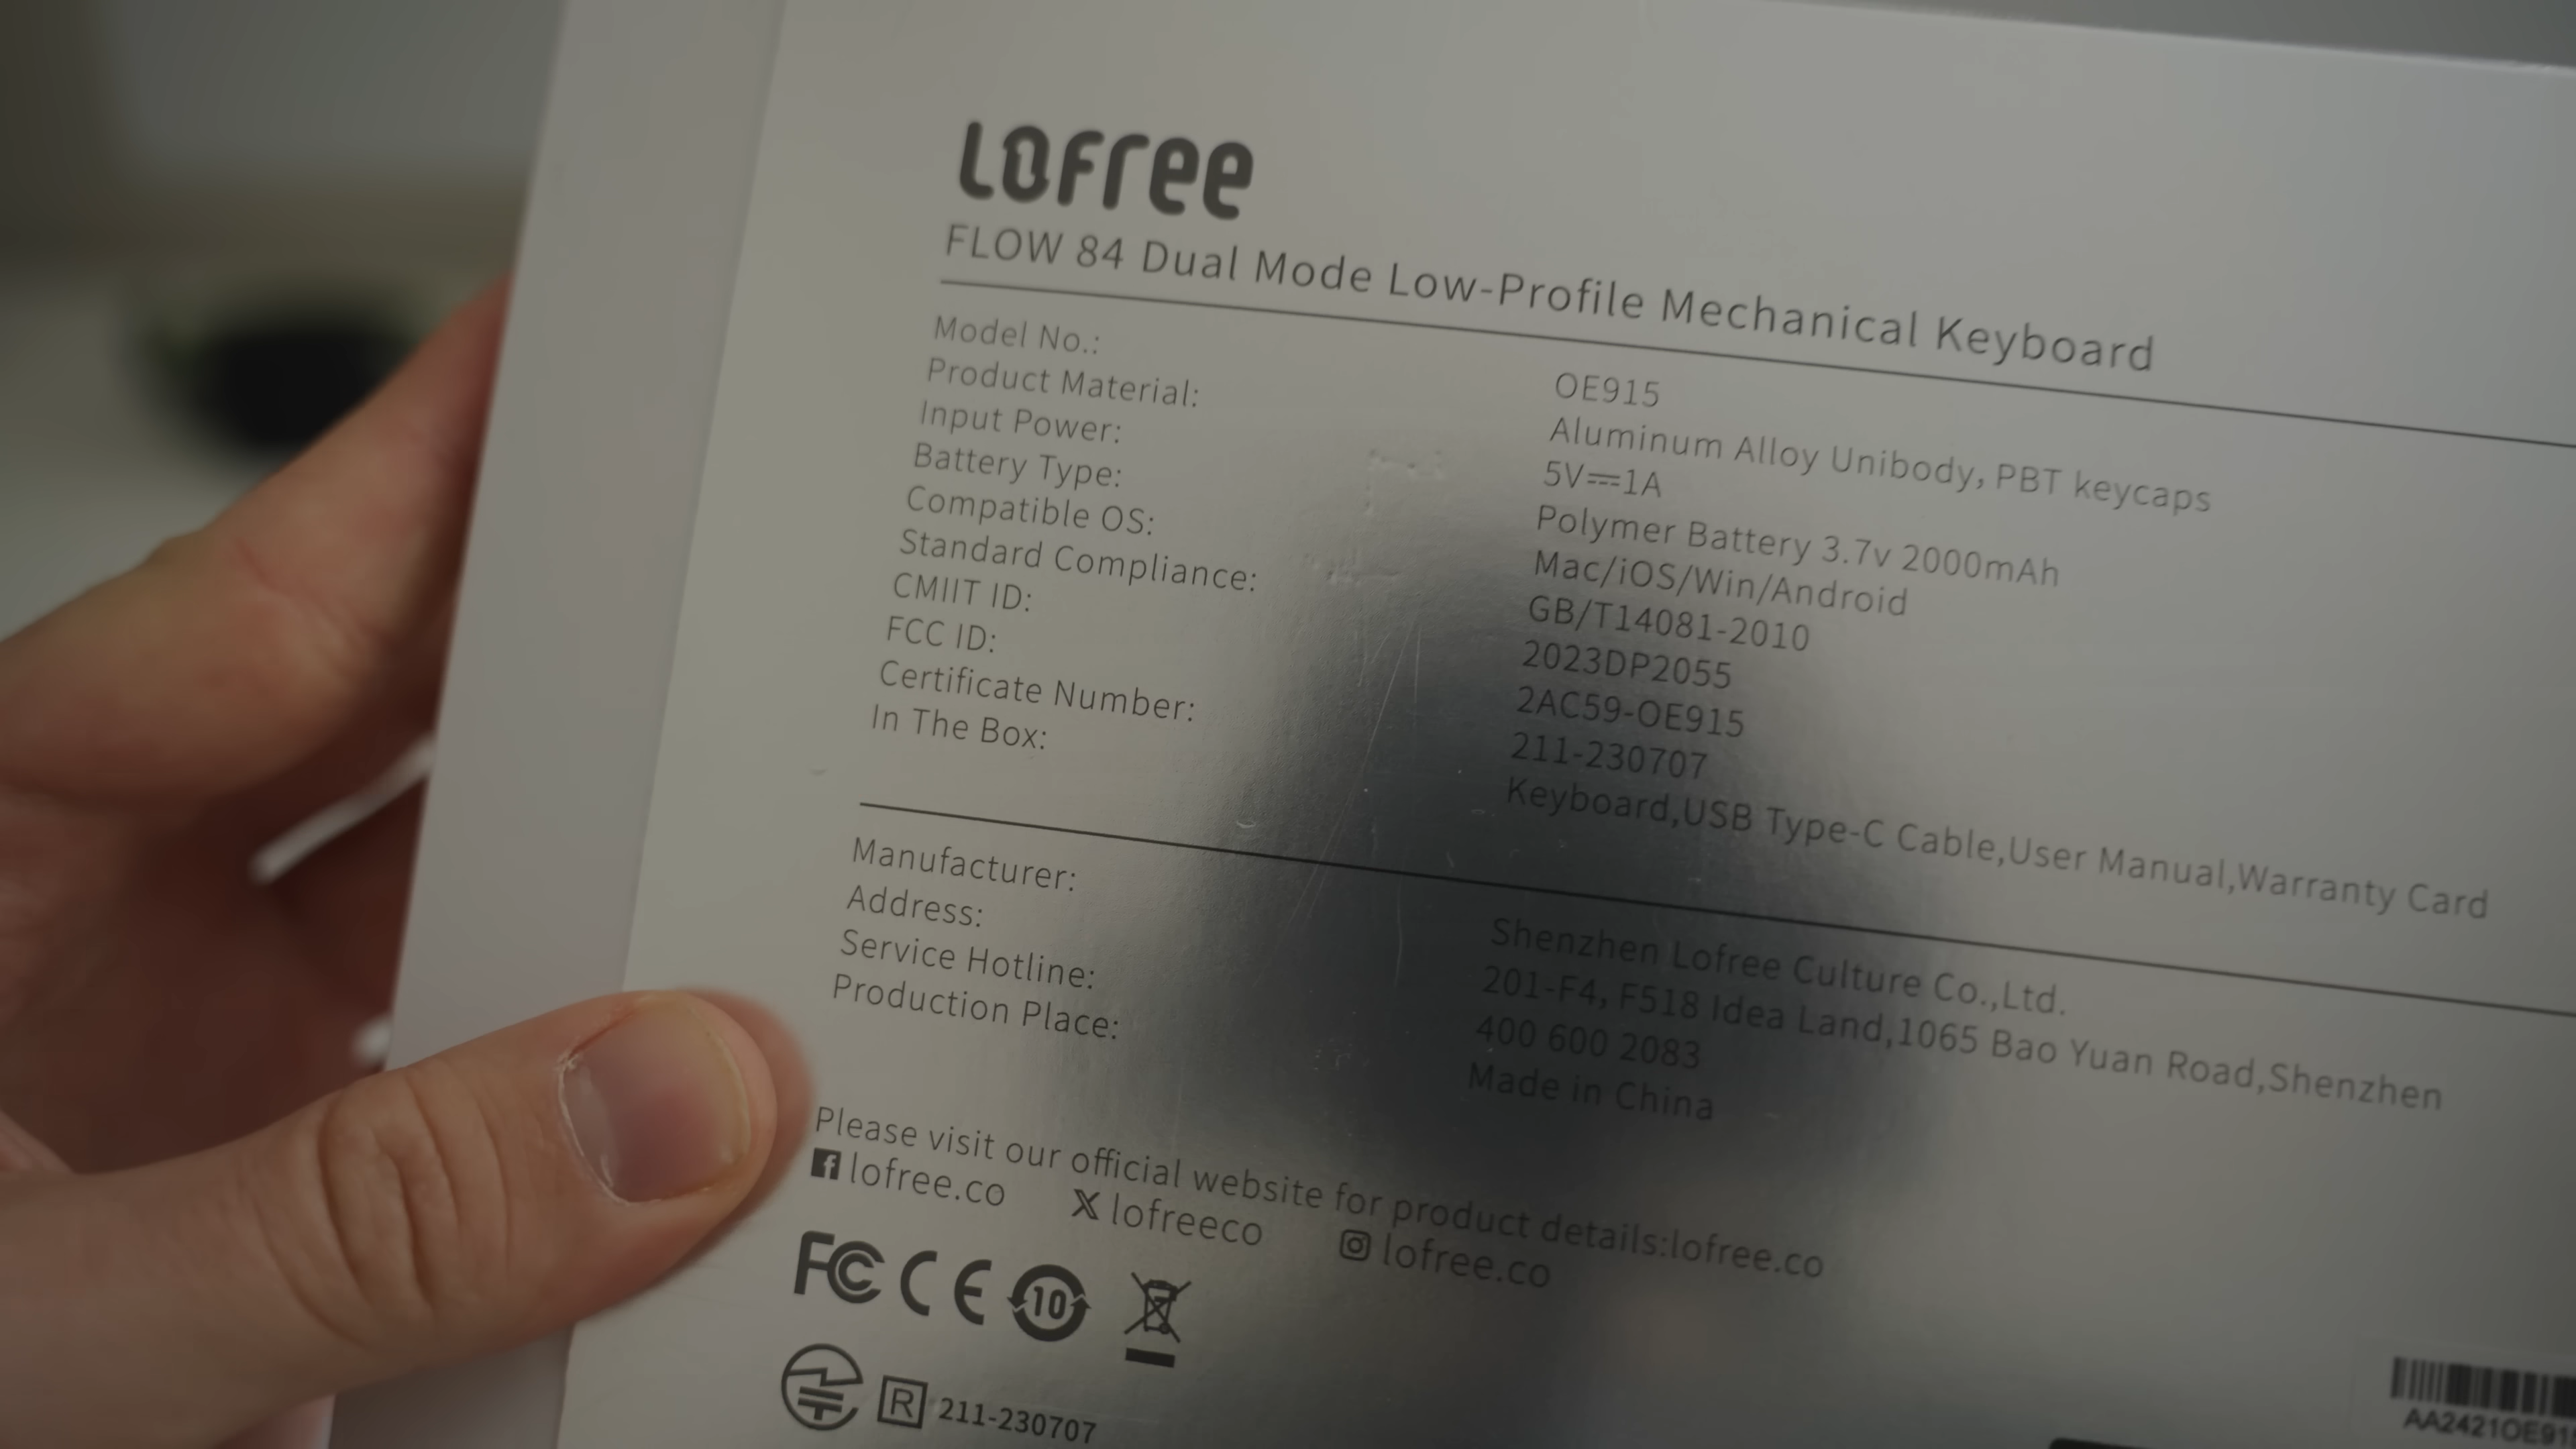 Lofree
FLOW 84 Dual Mode Low-Profile Mechanical Keyboard
Model No.: OE915
Product Material: Aluminum Alloy Unibody, PBT keycaps
Input Power: 5V⎓1A
Battery Type: Polymer Battery 3.7v 2000mAh
Compatible OS: Mac/iOS/Win/Android
Standard Compliance: GB/T14081-2010
CMIIT ID: 2023DP2055
FCC ID: 2AC59-OE915
Certificate Number: 211-230707
In The Box: Keyboard,USB Type-C Cable,User Manual,Warranty Card
Manufacturer: Shenzhen Lofree Culture Co.,Ltd.
Address: 201-F4, F518 Idea Land,1065 Bao Yuan Road,Shenzhen
Service Hotline: 400 600 2083
Production Place: Made in China
Please visit our official website for product details:lofree.co
f lofree.co X lofreeco lofree.co
FC CE 10
R 211-230707